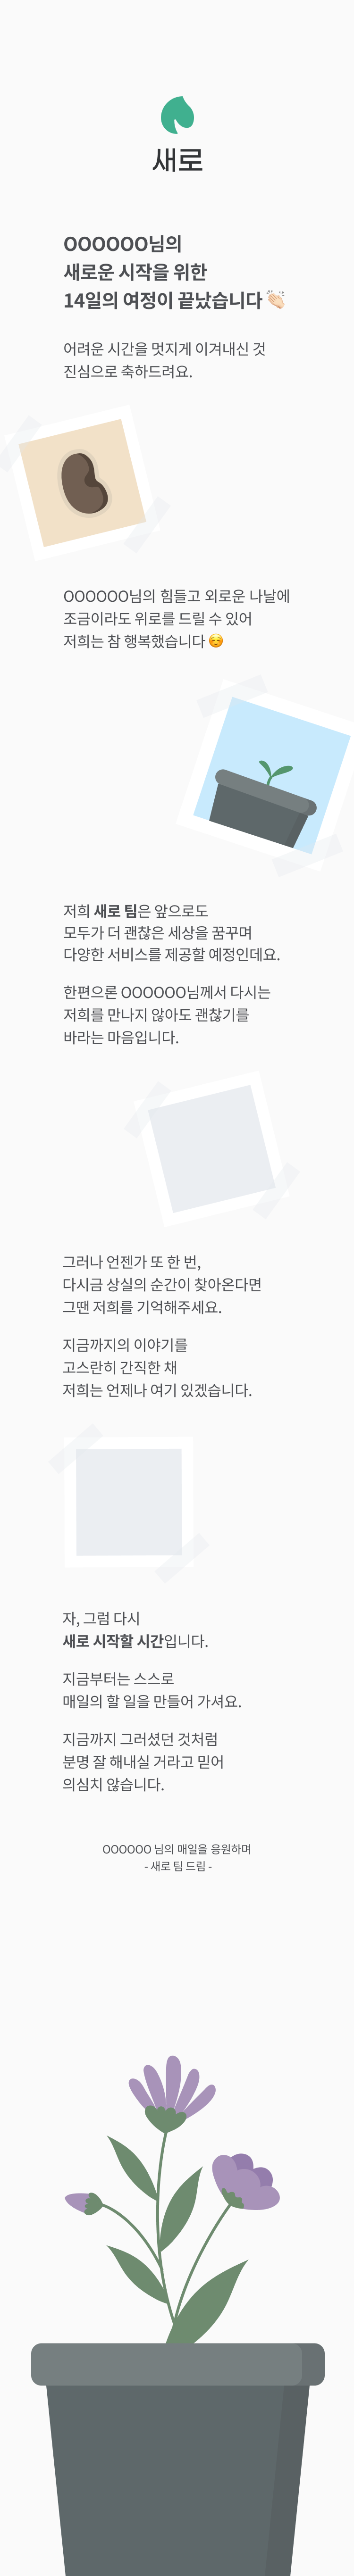 새로
OOOOOO님의
새로운 시작을 위한
14일의 여정이 끝났습니다 👏🏻
어려운 시간을 멋지게 이겨내신 것
진심으로 축하드려요.
OOOOOO님의 힘들고 외로운 나날에
조금이라도 위로를 드릴 수 있어
저희는 참 행복했습니다 ☺️
저희 새로 팀은 앞으로도
모두가 더 괜찮은 세상을 꿈꾸며
다양한 서비스를 제공할 예정인데요.
한편으론 OOOOOO님께서 다시는
저희를 만나지 않아도 괜찮기를
바라는 마음입니다.
그러나 언젠가 또 한 번,
다시금 상실의 순간이 찾아온다면
그땐 저희를 기억해주세요.
지금까지의 이야기를
고스란히 간직한 채
저희는 언제나 여기 있겠습니다.
자, 그럼 다시
새로 시작할 시간입니다.
지금부터는 스스로
매일의 할 일을 만들어 가셔요.
지금까지 그러셨던 것처럼
분명 잘 해내실 거라고 믿어
의심치 않습니다.
OOOOOO 님의 매일을 응원하며
- 새로 팀 드림 -